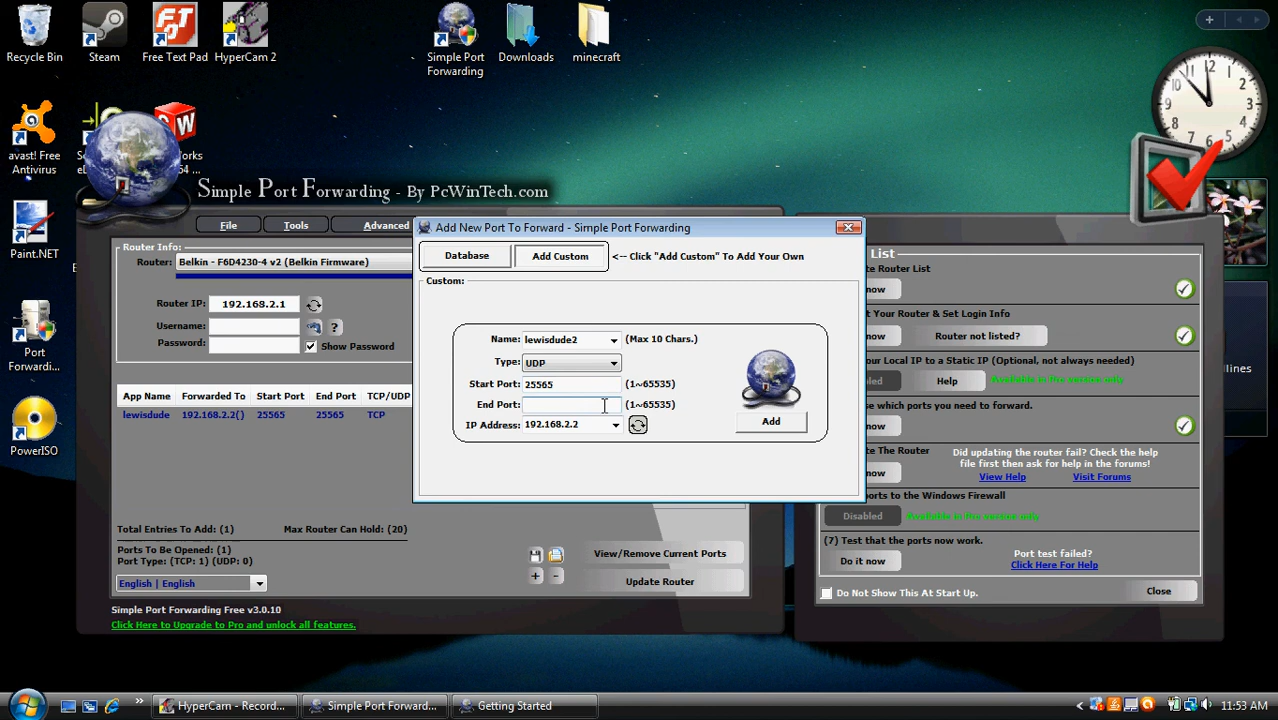 Recycle Bin
Steam
Free Text Pad
HyperCam 2
Simple Port
Forwarding
Downloads
minecraft
avast! Free
Antivirus
Paint.NET
Port
Forwardi...
PowerISO
Simple Port Forwarding - By PcWinTech.com
File
Tools
Advanced
Router Info:
Router:
Belkin - F6D4230-4 v2 (Belkin Firmware)
Router IP:
192.168.2.1
Username:
Password:
Show Password
App Name
Forwarded To
Start Port
End Port
TCP/UDP
lewisdude
192.168.2.2()
25565
25565
TCP
Total Entries To Add: (1)
Max Router Can Hold: (20)
Ports To Be Opened: (1)
Port Type: (TCP: 1) (UDP: 0)
English | English
View/Remove Current Ports
Update Router
Simple Port Forwarding Free v3.0.10
Click Here to Upgrade to Pro and unlock all features.
Add New Port To Forward - Simple Port Forwarding
Database
Add Custom
<-- Click "Add Custom" To Add Your Own
Custom:
Name:
lewisdude2
(Max 10 Chars.)
Type:
UDP
Start Port:
25565
(1~65535)
End Port:
(1~65535)
IP Address:
192.168.2.2
Add
List
te Router List
now
t Your Router & Set Login Info
now
Router not listed?
our Local IP to a Static IP (Optional, not always needed)
led
Help
Available in Pro version only
se which ports you need to forward.
now
te The Router
now
Did updating the router fail? Check the help
file first then ask for help in the forums!
View Help
Visit Forums
ports to the Windows Firewall
Disabled
Available in Pro version only
(7) Test that the ports now work.
Do it now
Port test failed?
Click Here For Help
Do Not Show This At Start Up.
Close
dlines
HyperCam - Record...
Simple Port Forward...
Getting Started
11:53 AM